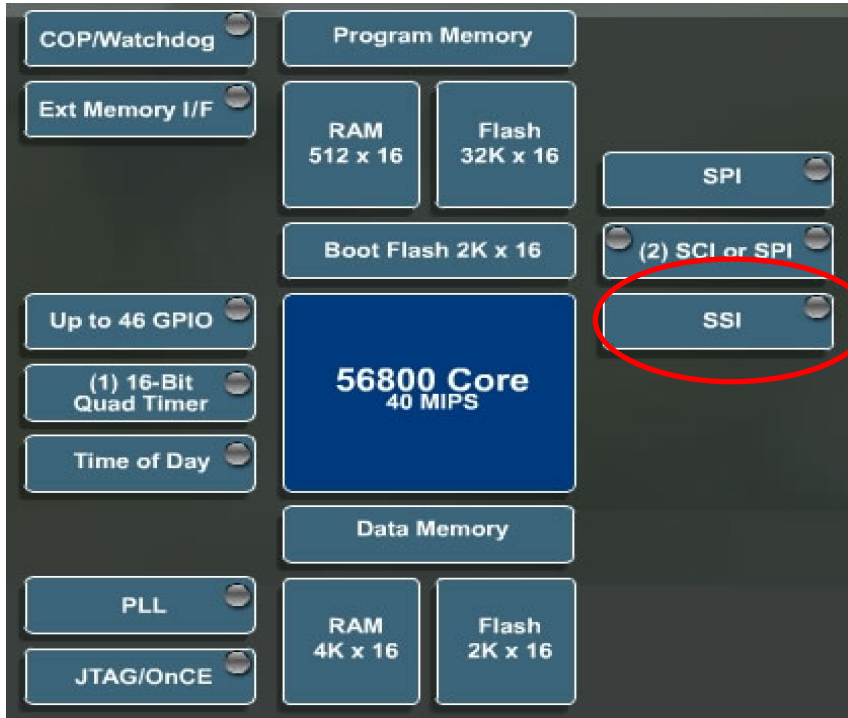 COP/Watchdog
Ext Memory I/F
Up to 46 GPIO
(1) 16-Bit
Quad Timer
Time of Day
PLL
JTAG/OnCE
Program Memory
RAM
512 x 16
Flash
32K x 16
Boot Flash 2K x 16
56800 Core
40 MIPS
Data Memory
RAM
4K x 16
Flash
2K x 16
SPI
(2) SCI or SPI
SSI